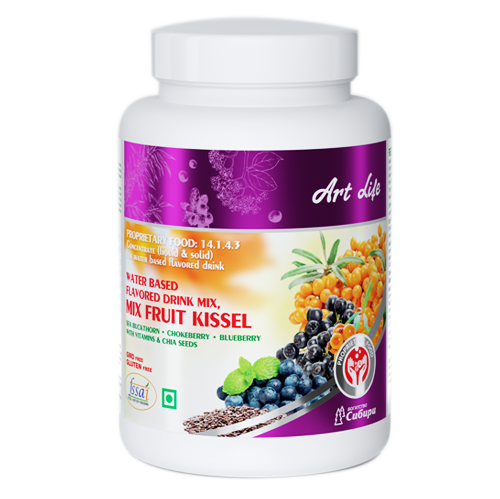 Art Life
PROPRIETARY FOOD: 14.1.4.3
CONCENTRATE (liquid & solid)
water based flavored drink
WATER BASED
FLAVORED DRINK MIX,
MIX FRUIT KISSEL
SEA BUCKTHORN • CHOKEBERRY • BLUEBERRY
WITH VITAMINS & CHIA SEEDS
GMO FREE
GLUTEN FREE
fssai
БОГАТСТВО
Сибири